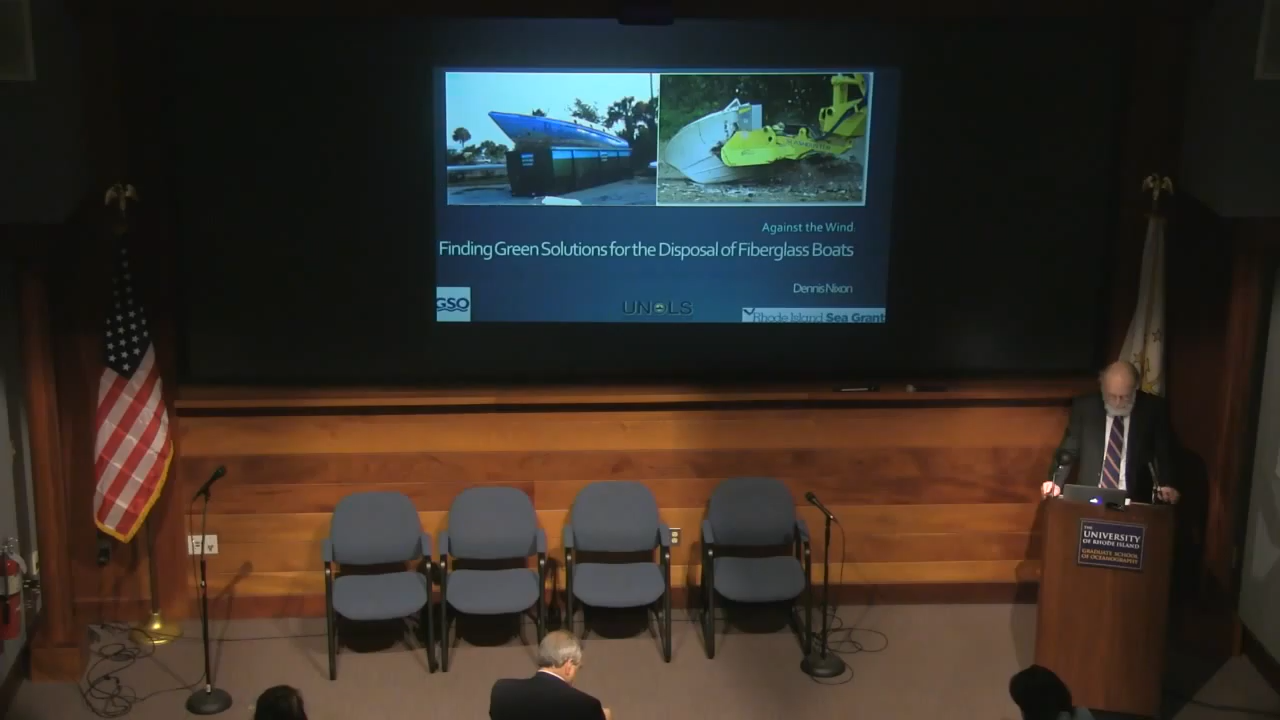 Against the Wind
Finding Green Solutions for the Disposal of Fiberglass Boats
Dennis Nixon
GSO
UNOLS
Rhode Island Sea Grant
THE
UNIVERSITY
OF RHODE ISLAND
GRADUATE SCHOOL
OF OCEANOGRAPHY